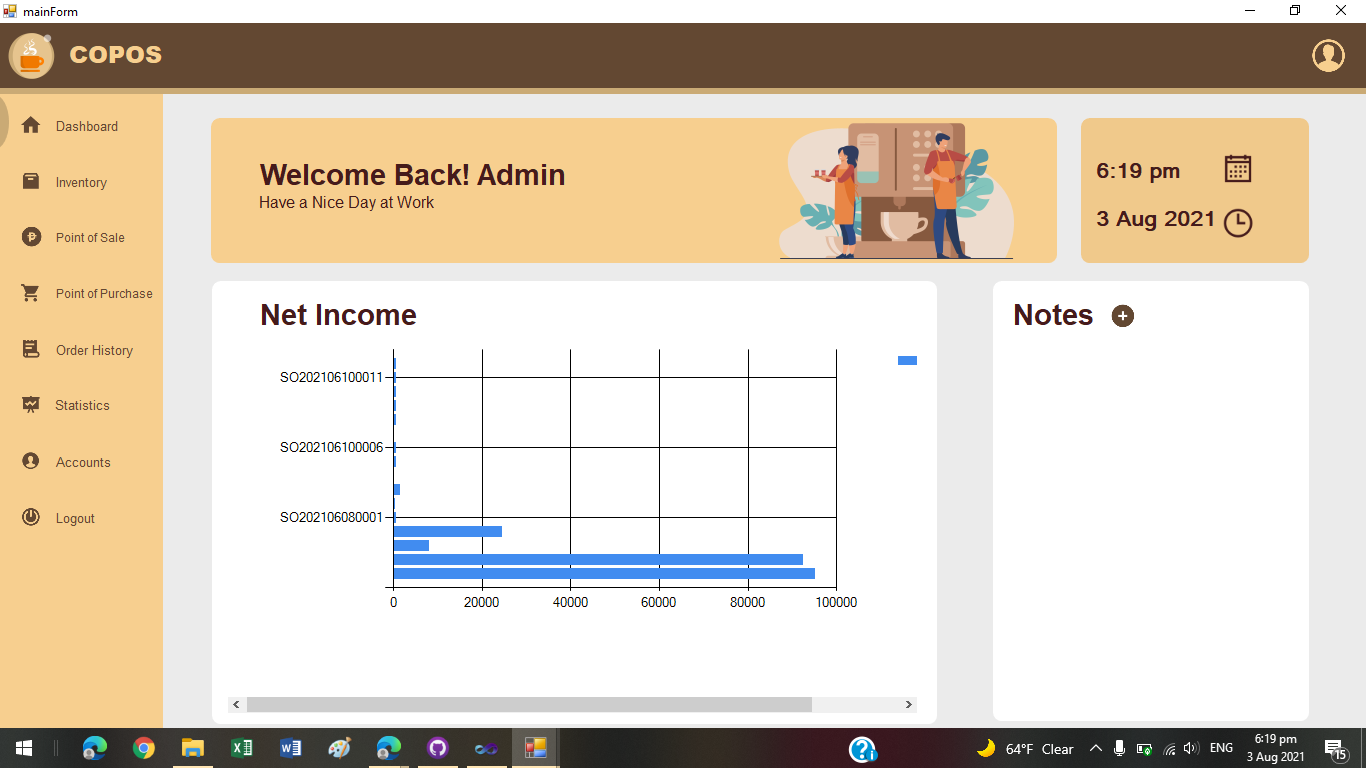 mainForm
COPOS
Dashboard
Inventory
Point of Sale
Point of Purchase
Order History
Statistics
Accounts
Logout
Welcome Back! Admin
Have a Nice Day at Work
6:19 pm
3 Aug 2021
Net Income
SO202106100011
SO202106100006
SO202106080001
0 20000 40000 60000 80000 100000
Notes
64°F Clear
ENG
6:19 pm
3 Aug 2021
15